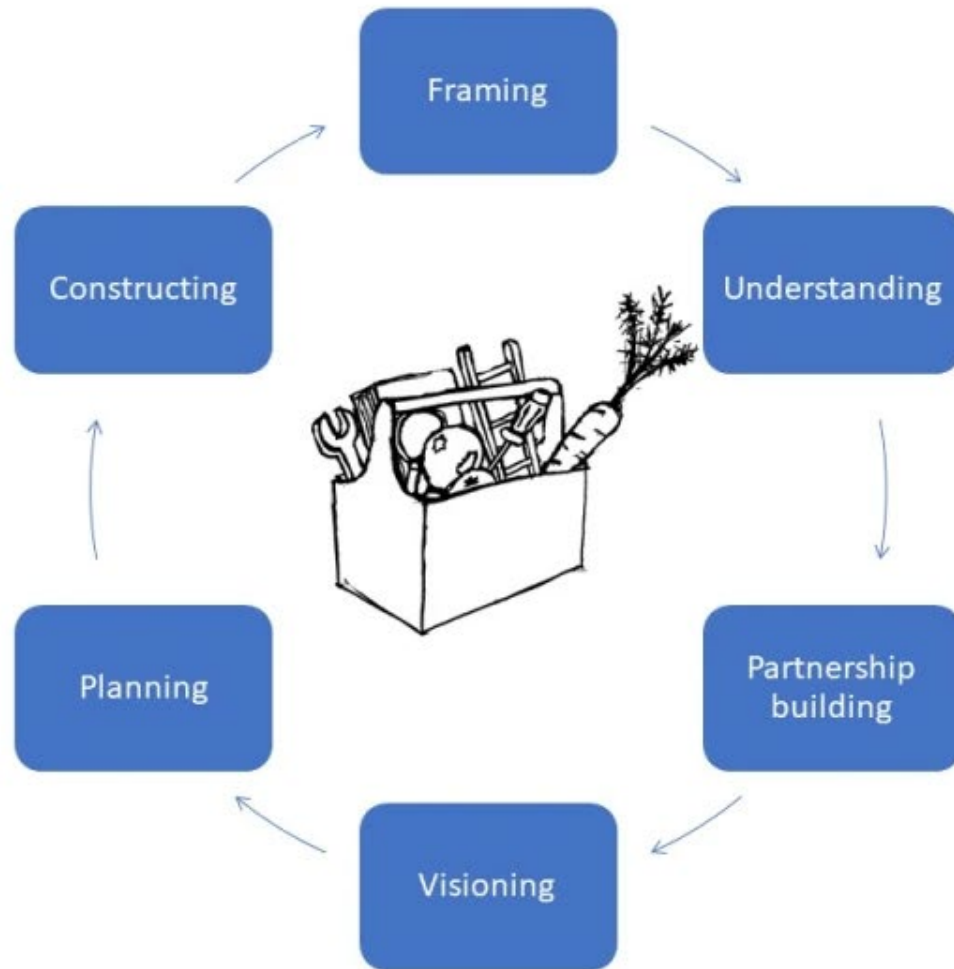 Framing
Understanding
Partnership
building
Visioning
Planning
Constructing